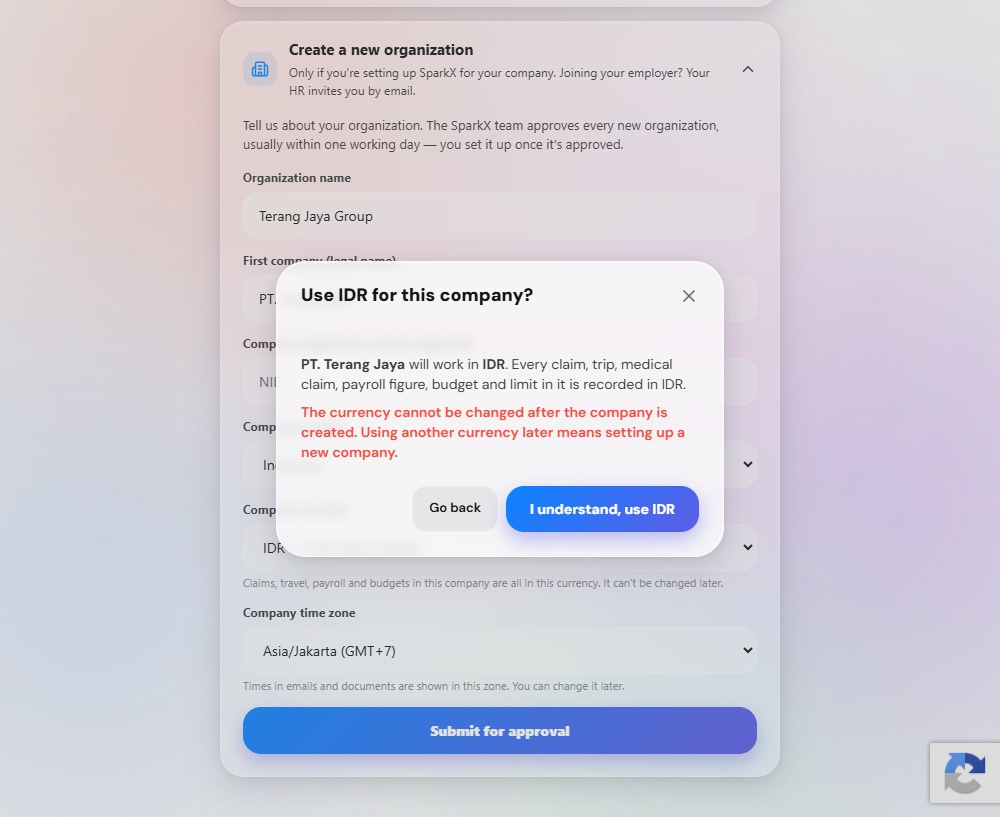 Create a new organization
Only if you're setting up SparkX for your company. Joining your employer? Your
HR invites you by email.
Tell us about your organization. The SparkX team approves every new organization,
usually within one working day — you set it up once it's approved.
Organization name
Terang Jaya Group
First company (legal name)
PT.
Use IDR for this company?
PT. Terang Jaya will work in IDR. Every claim, trip, medical
claim, payroll figure, budget and limit in it is recorded in IDR.
The currency cannot be changed after the company is
created. Using another currency later means setting up a
new company.
Go back
I understand, use IDR
IDR
Claims, travel, payroll and budgets in this company are all in this currency. It can't be changed later.
Company time zone
Asia/Jakarta (GMT+7)
Times in emails and documents are shown in this zone. You can change it later.
Submit for approval